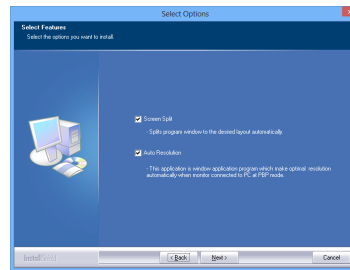 Select Options
Select Features
Select the options you want to install.
Screen Split
- Splits program window to the desired layout automatically.
Auto Resolution
- This application is window application program which make optimal resolution
automatically when monitor connected to PC at PBP mode.
InstallShield
< Back
Next >
Cancel